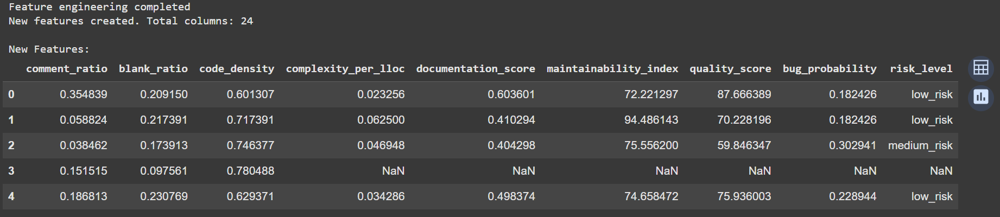 Feature engineering completed
New features created. Total columns: 24
New Features:
comment_ratio blank_ratio code_density complexity_per_lloc documentation_score maintainability_index quality_score bug_probability risk_level
0 0.354839 0.209150 0.601307 0.023256 0.603601 72.221297 87.666389 0.182426 low_risk
1 0.058824 0.217391 0.717391 0.062500 0.410294 94.486143 70.228196 0.182426 low_risk
2 0.038462 0.173913 0.746377 0.046948 0.404298 75.556200 59.846347 0.302941 medium_risk
3 0.151515 0.097561 0.780488 NaN NaN NaN NaN NaN NaN
4 0.186813 0.230769 0.629371 0.034286 0.498374 74.658472 75.936003 0.228944 low_risk